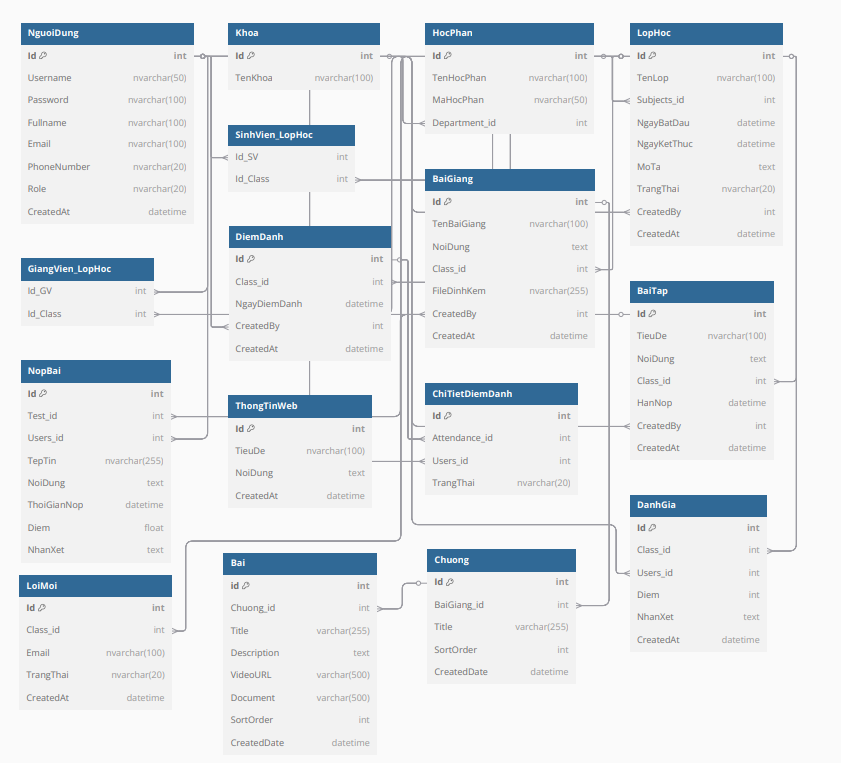 NguoiDung
Id int
Username nvarchar(50)
Password nvarchar(100)
Fullname nvarchar(100)
Email nvarchar(100)
PhoneNumber nvarchar(20)
Role nvarchar(20)
CreatedAt datetime
Khoa
Id int
TenKhoa nvarchar(100)
HocPhan
Id int
TenHocPhan nvarchar(100)
MaHocPhan nvarchar(50)
Department_id int
LopHoc
Id int
TenLop nvarchar(100)
Subjects_id int
NgayBatDau datetime
NgayKetThuc datetime
MoTa text
TrangThai nvarchar(20)
CreatedBy int
CreatedAt datetime
SinhVien_LopHoc
Id_SV int
Id_Class int
BaiGiang
Id int
TenBaiGiang nvarchar(100)
NoiDung text
Class_id int
FileDinhKem nvarchar(255)
CreatedBy int
CreatedAt datetime
DiemDanh
Id int
Class_id int
NgayDiemDanh datetime
CreatedBy int
CreatedAt datetime
GiangVien_LopHoc
Id_GV int
Id_Class int
BaiTap
Id int
TieuDe nvarchar(100)
NoiDung text
Class_id int
HanNop datetime
CreatedBy int
CreatedAt datetime
NopBai
Id int
Test_id int
Users_id int
TepTin nvarchar(255)
NoiDung text
ThoiGianNop datetime
Diem float
NhanXet text
ThongTinWeb
Id int
TieuDe nvarchar(100)
NoiDung text
CreatedAt datetime
ChiTietDiemDanh
Id int
Attendance_id int
Users_id int
TrangThai nvarchar(20)
DanhGia
Id int
Class_id int
Users_id int
Diem int
NhanXet text
CreatedAt datetime
LoiMoi
Id int
Class_id int
Email nvarchar(100)
TrangThai nvarchar(20)
CreatedAt datetime
Bai
id int
Chuong_id int
Title varchar(255)
Description text
VideoURL varchar(500)
Document varchar(500)
SortOrder int
CreatedDate datetime
Chuong
Id int
BaiGiang_id int
Title varchar(255)
SortOrder int
CreatedDate datetime